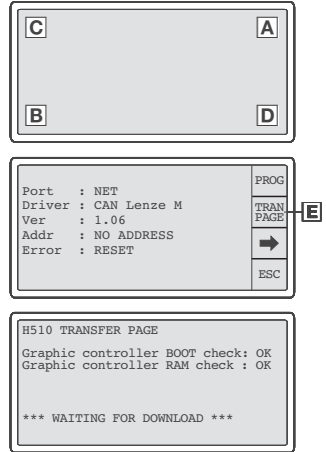 C A
B D
Port : NET
Driver : CAN Lenze M
Ver : 1.06
Addr : NO ADDRESS
Error : RESET
PROG
TRAN
PAGE
E
ESC
H510 TRANSFER PAGE
Graphic controller BOOT check: OK
Graphic controller RAM check : OK
*** WAITING FOR DOWNLOAD ***